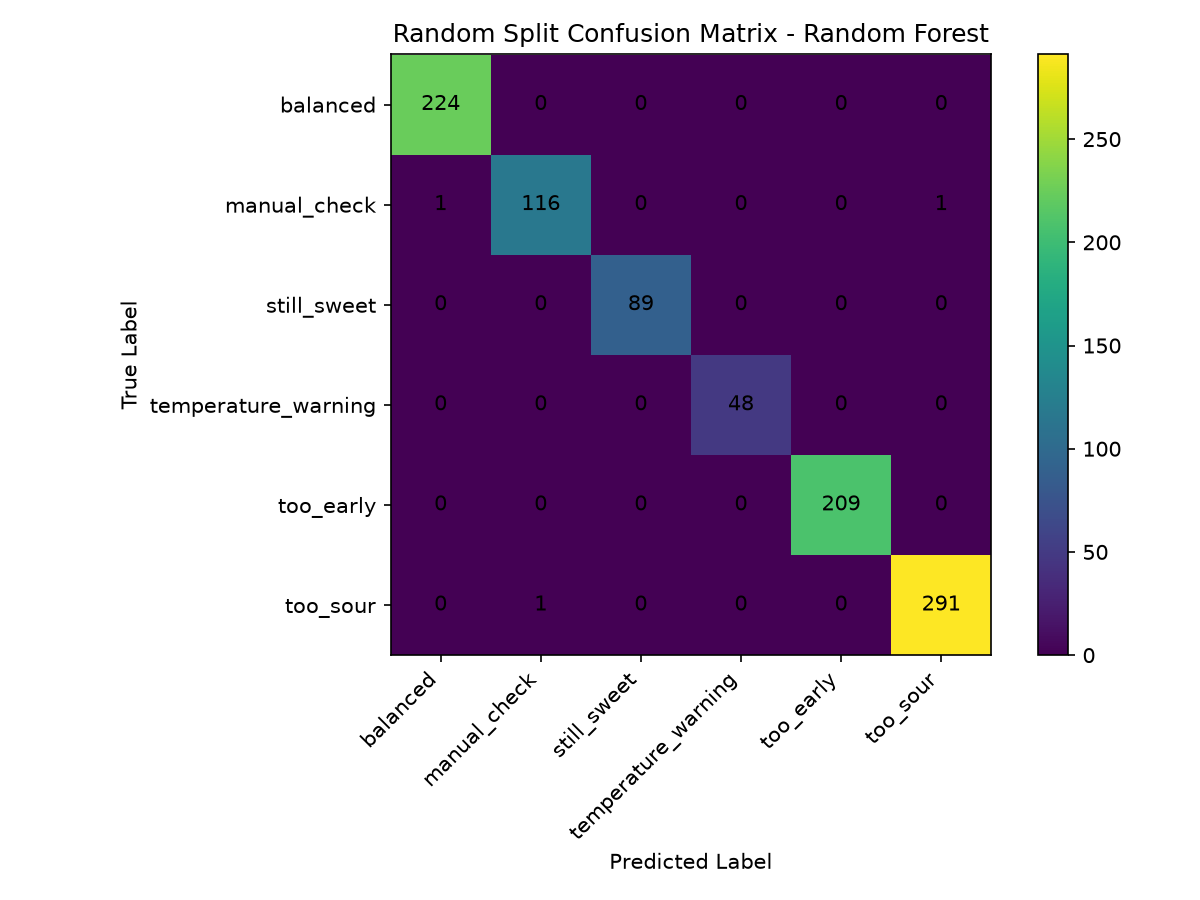 Random Split Confusion Matrix - Random Forest
balanced 224 0 0 0 0 0
manual_check 1 116 0 0 0 1
still_sweet 0 0 89 0 0 0
temperature_warning 0 0 0 48 0 0
too_early 0 0 0 0 209 0
too_sour 0 1 0 0 0 291
True Label
balanced manual_check still_sweet temperature_warning too_early too_sour
Predicted Label
250
200
150
100
50
0